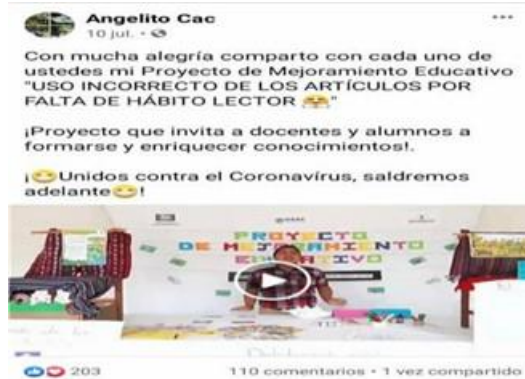 Angelito Cac
10 jul. •
Con mucha alegría comparto con cada uno de
ustedes mi Proyecto de Mejoramiento Educativo
"USO INCORRECTO DE LOS ARTÍCULOS POR
FALTA DE HÁBITO LECTOR 😤"
¡Proyecto que invita a docentes y alumnos a
formarse y enriquecer conocimientos!.
¡😷Unidos contra el Coronavírus, saldremos
adelante😷!
PROYECTO
DE MEJORAMIENTO
EDUCATIVO
203
110 comentarios • 1 vez compartido